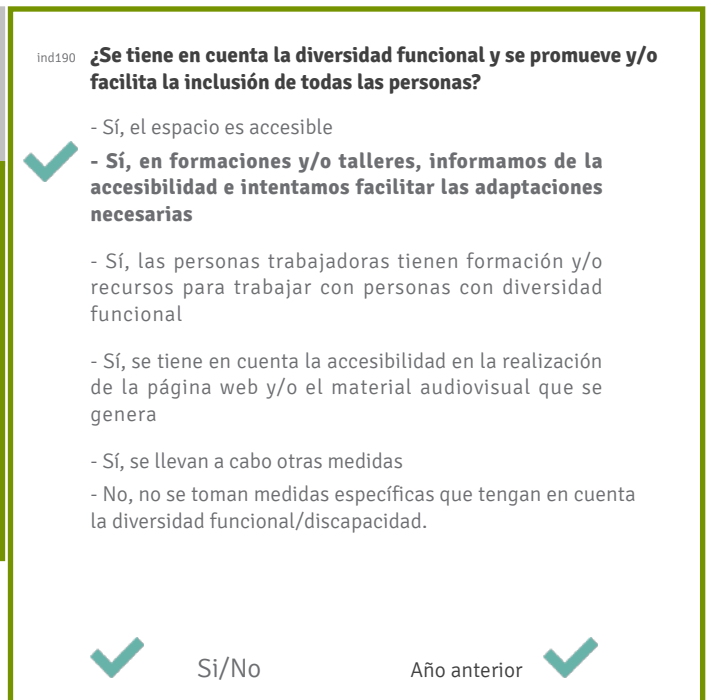 ind190 ¿Se tiene en cuenta la diversidad funcional y se promueve y/o
facilita la inclusión de todas las personas?
- Sí, el espacio es accesible
- Sí, en formaciones y/o talleres, informamos de la
accesibilidad e intentamos facilitar las adaptaciones
necesarias
- Sí, las personas trabajadoras tienen formación y/o
recursos para trabajar con personas con diversidad
funcional
- Sí, se tiene en cuenta la accesibilidad en la realización
de la página web y/o el material audiovisual que se
genera
- Sí, se llevan a cabo otras medidas
- No, no se toman medidas específicas que tengan en cuenta
la diversidad funcional/discapacidad.
Si/No Año anterior